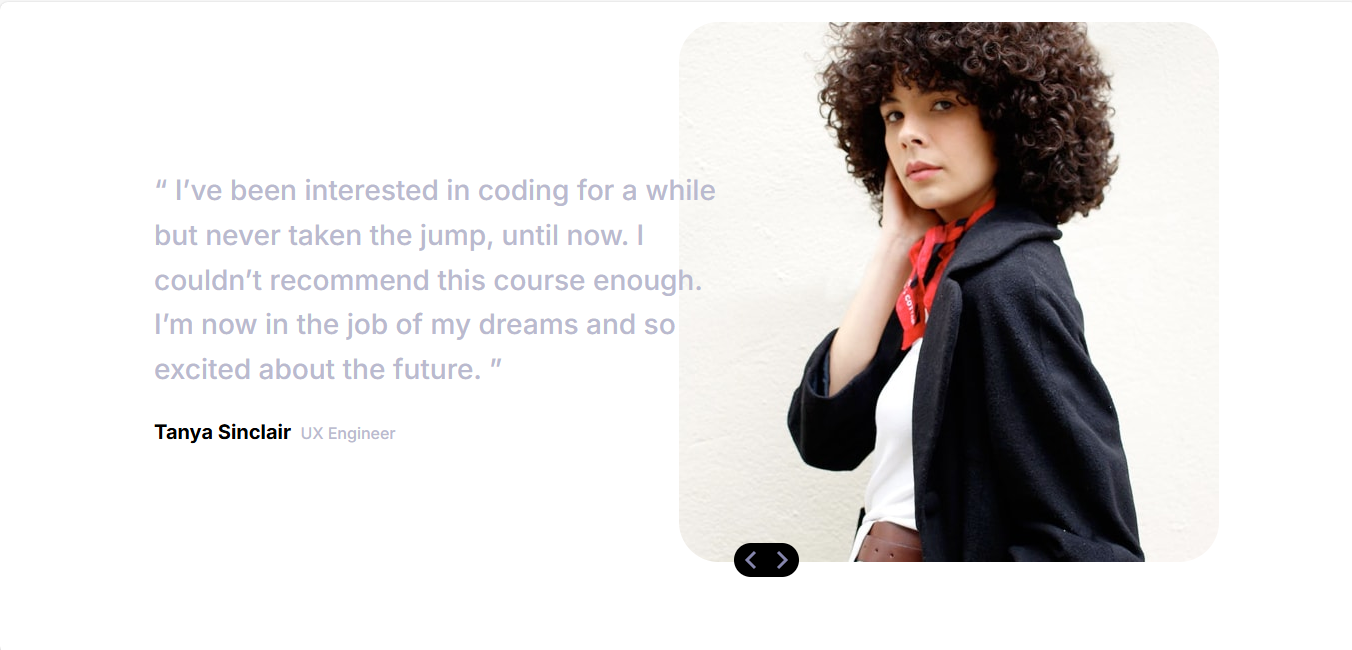 “ I’ve been interested in coding for a while
but never taken the jump, until now. I
couldn’t recommend this course enough.
I’m now in the job of my dreams and so
excited about the future. ”
Tanya Sinclair UX Engineer